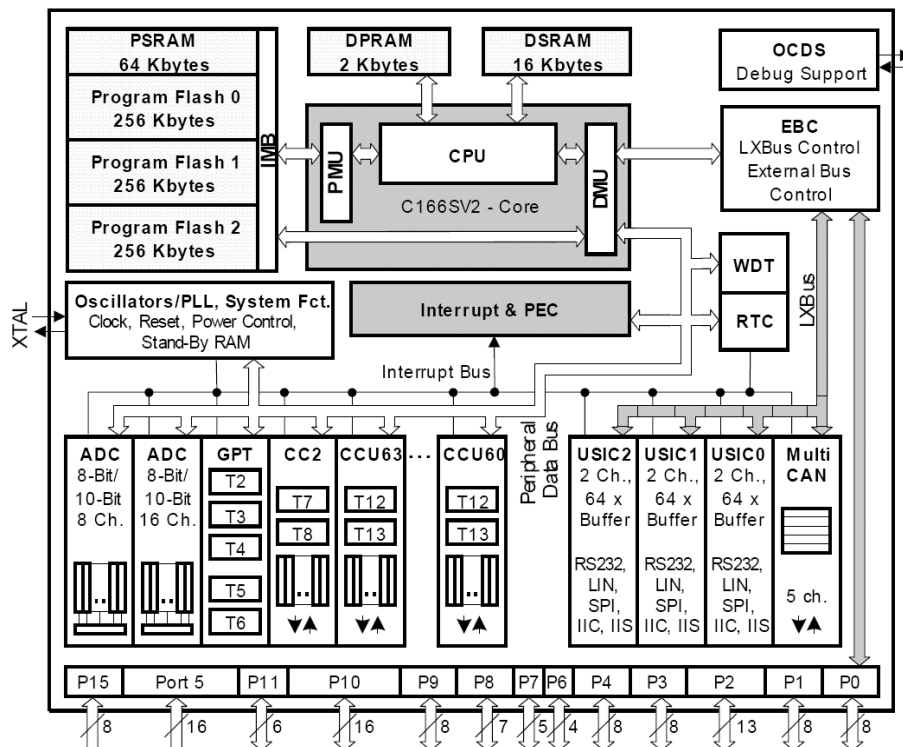 PSRAM
64 Kbytes
Program Flash 0
256 Kbytes
Program Flash 1
256 Kbytes
Program Flash 2
256 Kbytes
IMB
DPRAM
2 Kbytes
DSRAM
16 Kbytes
OCDS
Debug Support
PMU
CPU
DMU
C166SV2 - Core
EBC
LXBus Control
External Bus
Control
XTAL
Oscillators/PLL, System Fct.
Clock, Reset, Power Control,
Stand-By RAM
Interrupt & PEC
WDT
RTC
LXBus
Interrupt Bus
Peripheral
Data Bus
ADC
8-Bit/
10-Bit
8 Ch.
ADC
8-Bit/
10-Bit
16 Ch.
GPT
T2
T3
T4
T5
T6
CC2
T7
T8
CCU63
T12
T13
...
CCU60
T12
T13
USIC2
2 Ch.,
64 x
Buffer
RS232,
LIN,
SPI,
IIC, IIS
USIC1
2 Ch.,
64 x
Buffer
RS232,
LIN,
SPI,
IIC, IIS
USIC0
2 Ch.,
64 x
Buffer
RS232,
LIN,
SPI,
IIC, IIS
Multi
CAN
5 ch.
P15 Port 5 P11 P10 P9 P8 P7 P6 P4 P3 P2 P1 P0
8 16 6 16 8 7 5 4 8 8 13 8 8